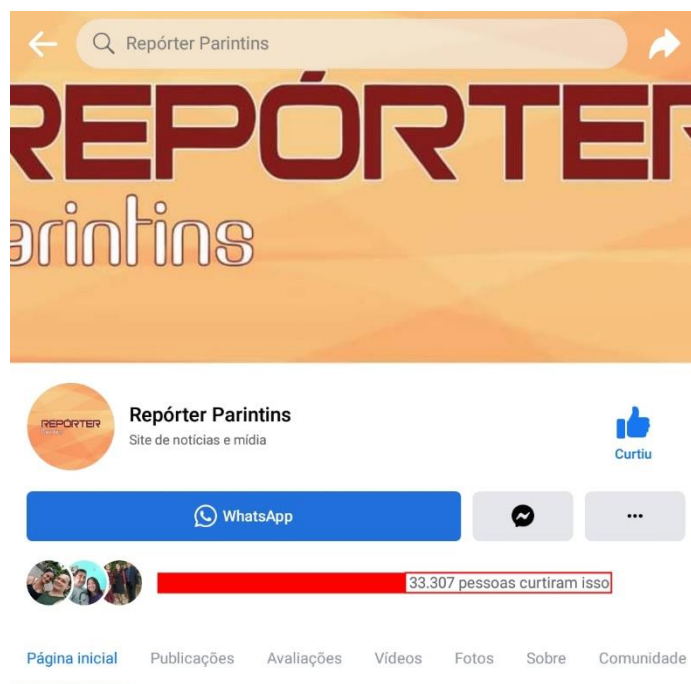 Repórter Parintins
REPÓRTER
arintins
REPÓRTER
Repórter Parintins
Site de notícias e mídia
Curtiu
WhatsApp
33.307 pessoas curtiram isso
Página inicial Publicações Avaliações Vídeos Fotos Sobre Comunidade